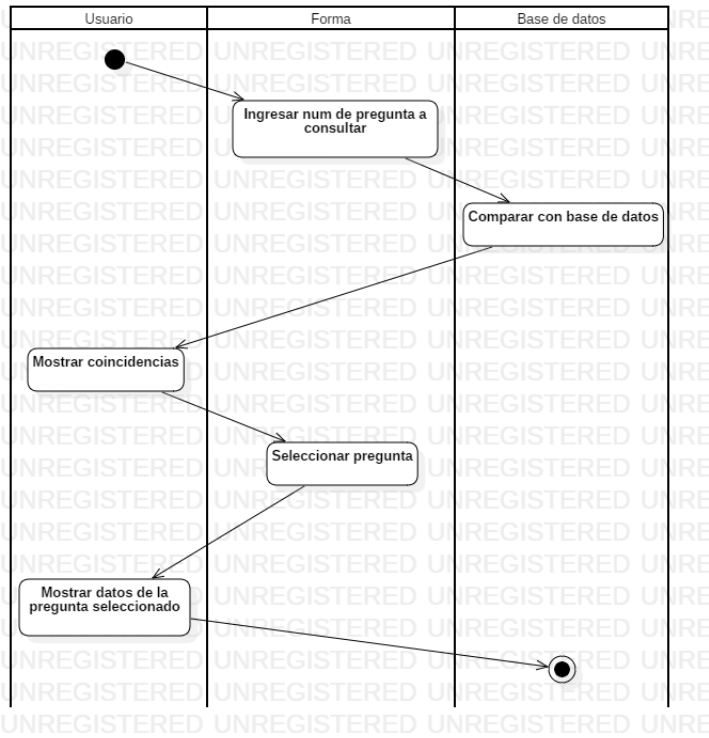 Usuario
Forma
Base de datos
Ingresar num de pregunta a
consultar
Comparar con base de datos
Mostrar coincidencias
Seleccionar pregunta
Mostrar datos de la
pregunta seleccionado
UNREGISTERED